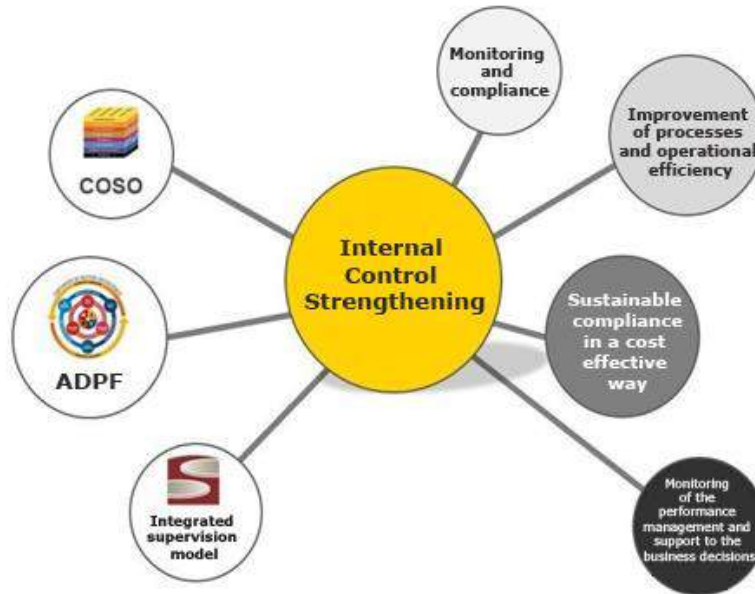 Monitoring
and
compliance
Improvement
of processes
and operational
efficiency
COSO
Internal
Control
Strengthening
Sustainable
compliance
in a cost
effective
way
ADPF
Integrated
supervision
model
Monitoring
of the
performance
management and
support to the
business decisions